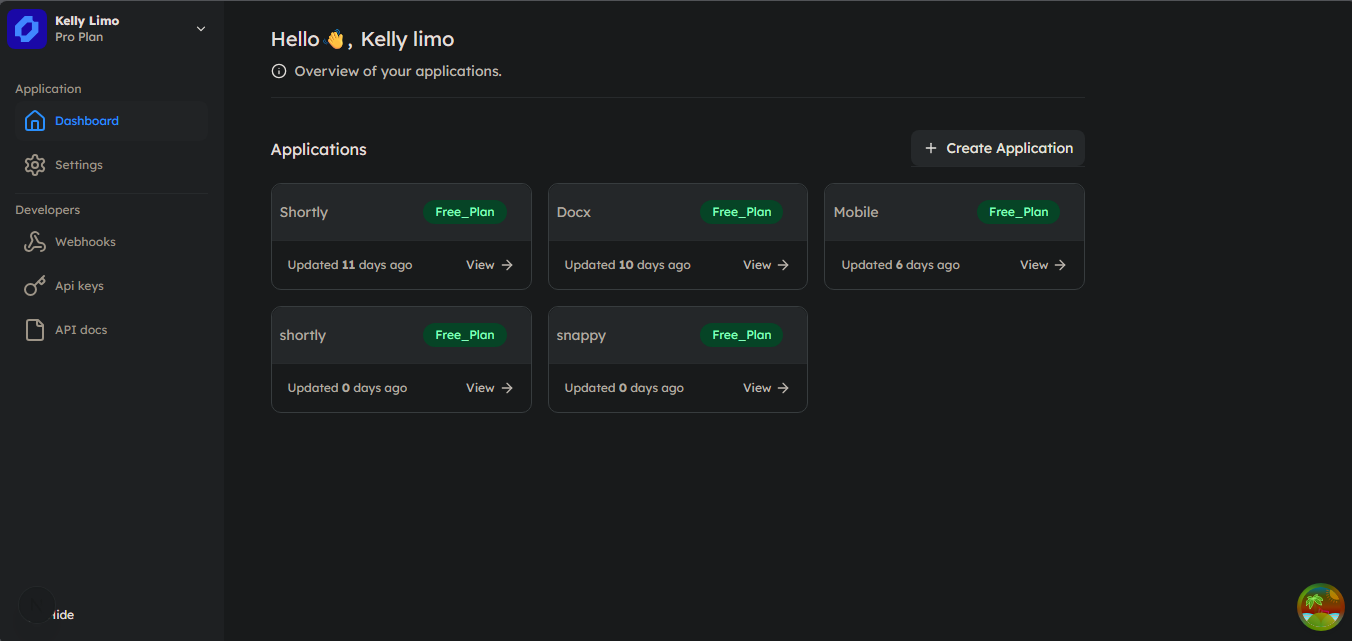 Kelly Limo
Pro Plan
Application
Dashboard
Settings
Developers
Webhooks
Api keys
API docs
Hello👋, Kelly limo
Overview of your applications.
Applications
+ Create Application
Shortly Free_Plan
Updated 11 days ago View →
Docx Free_Plan
Updated 10 days ago View →
Mobile Free_Plan
Updated 6 days ago View →
shortly Free_Plan
Updated 0 days ago View →
snappy Free_Plan
Updated 0 days ago View →